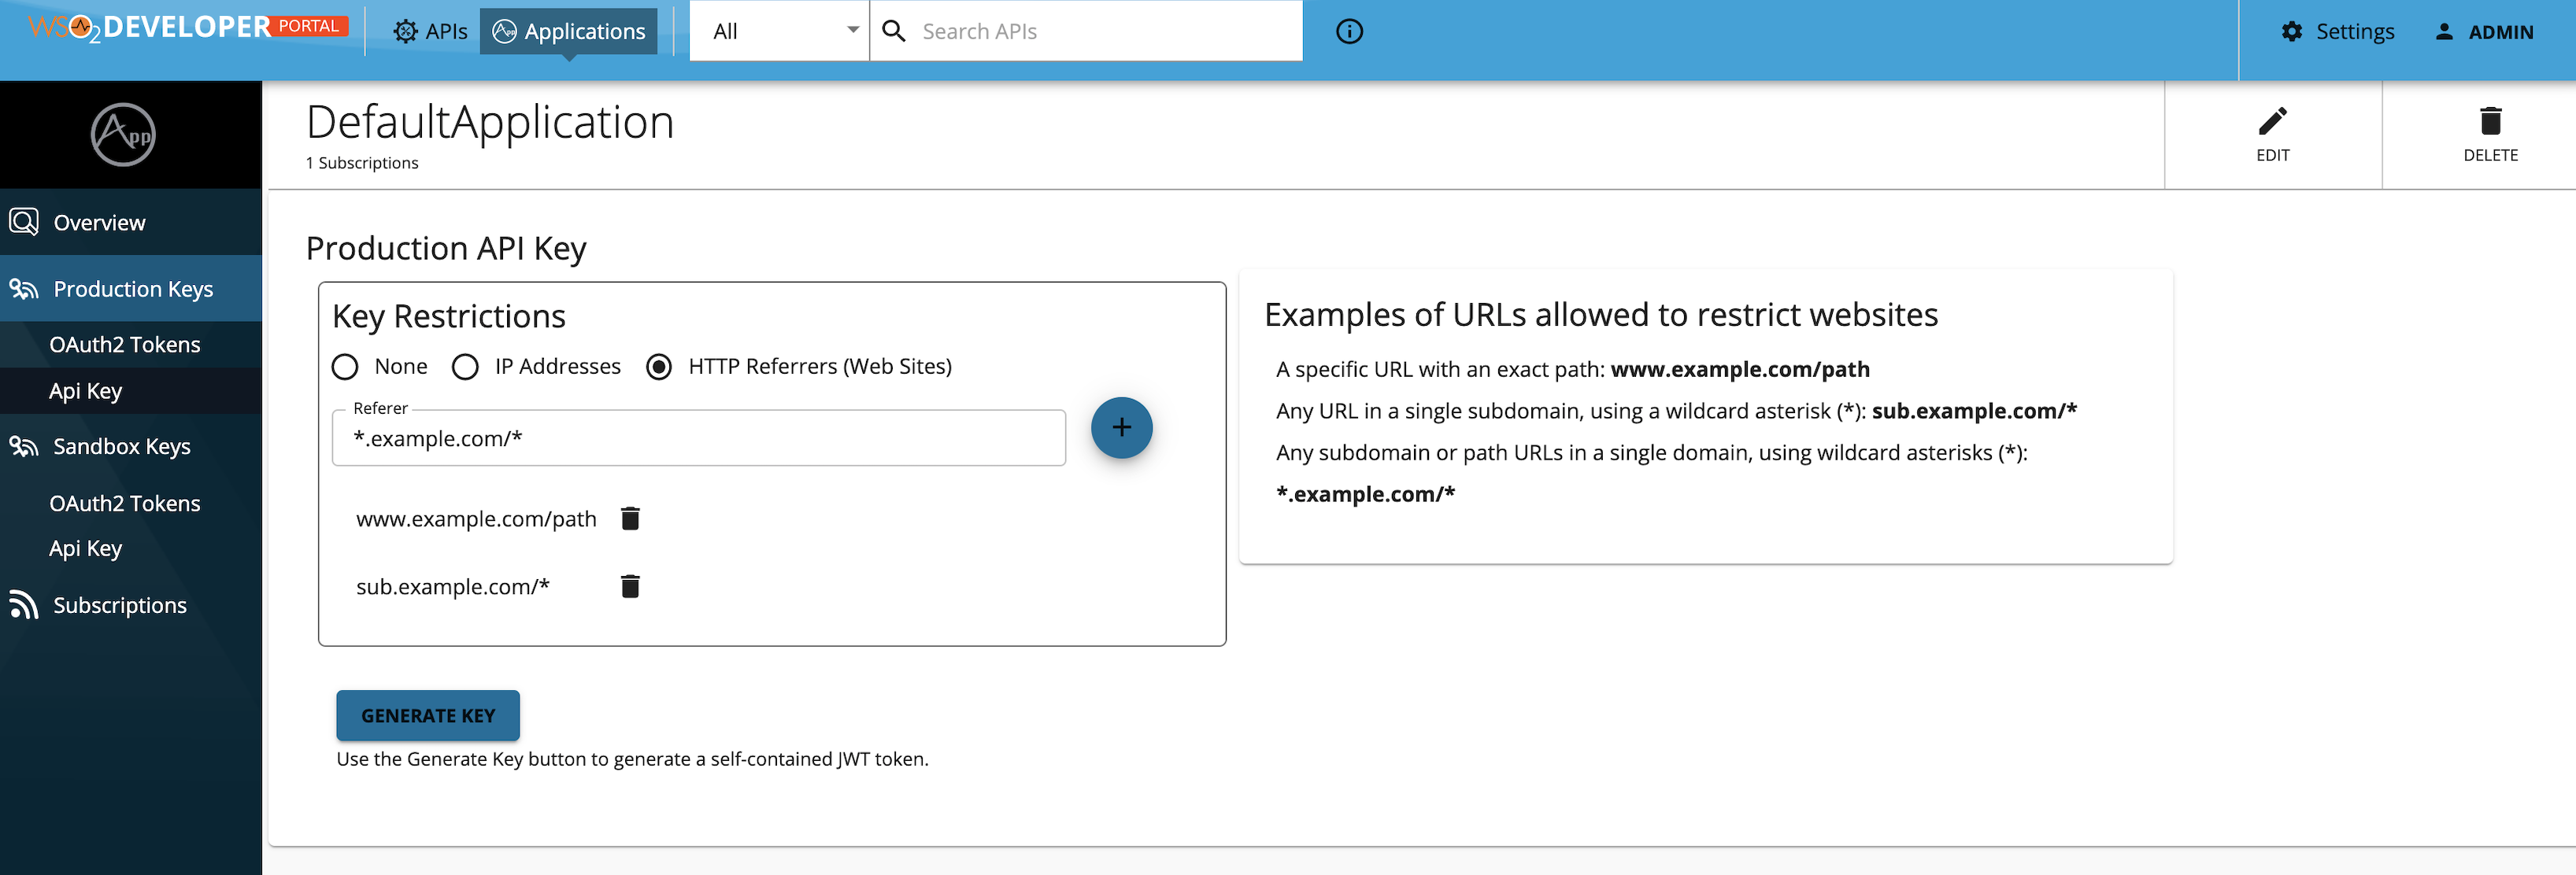 WSO2 DEVELOPER PORTAL APIs App Applications All Search APIs Settings ADMIN
App
DefaultApplication
1 Subscriptions
EDIT
DELETE
Overview
Production Keys
OAuth2 Tokens
Api Key
Sandbox Keys
OAuth2 Tokens
Api Key
Subscriptions
Production API Key
Key Restrictions
None IP Addresses HTTP Referrers (Web Sites)
Referer
*.example.com/*
+
www.example.com/path
sub.example.com/*
GENERATE KEY
Use the Generate Key button to generate a self-contained JWT token.
Examples of URLs allowed to restrict websites
A specific URL with an exact path: www.example.com/path
Any URL in a single subdomain, using a wildcard asterisk (*): sub.example.com/*
Any subdomain or path URLs in a single domain, using wildcard asterisks (*):
*.example.com/*